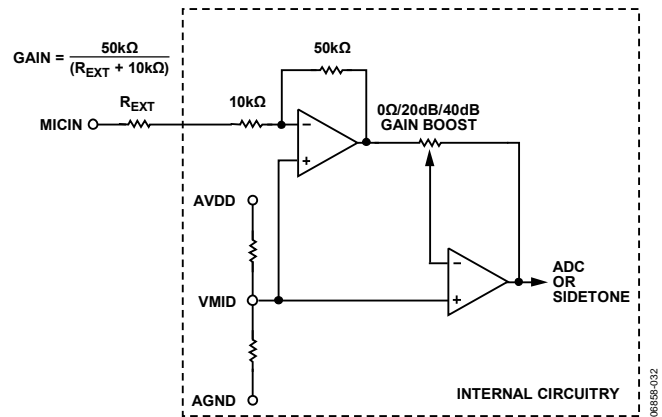 GAIN = 50kΩ
(REXT + 10kΩ)
50kΩ
REXT
10kΩ
0Ω/20dB/40dB
GAIN BOOST
MICIN
−
+
AVDD
VMID
−
+
ADC
OR
SIDETONE
AGND
INTERNAL CIRCUITRY
06858-032